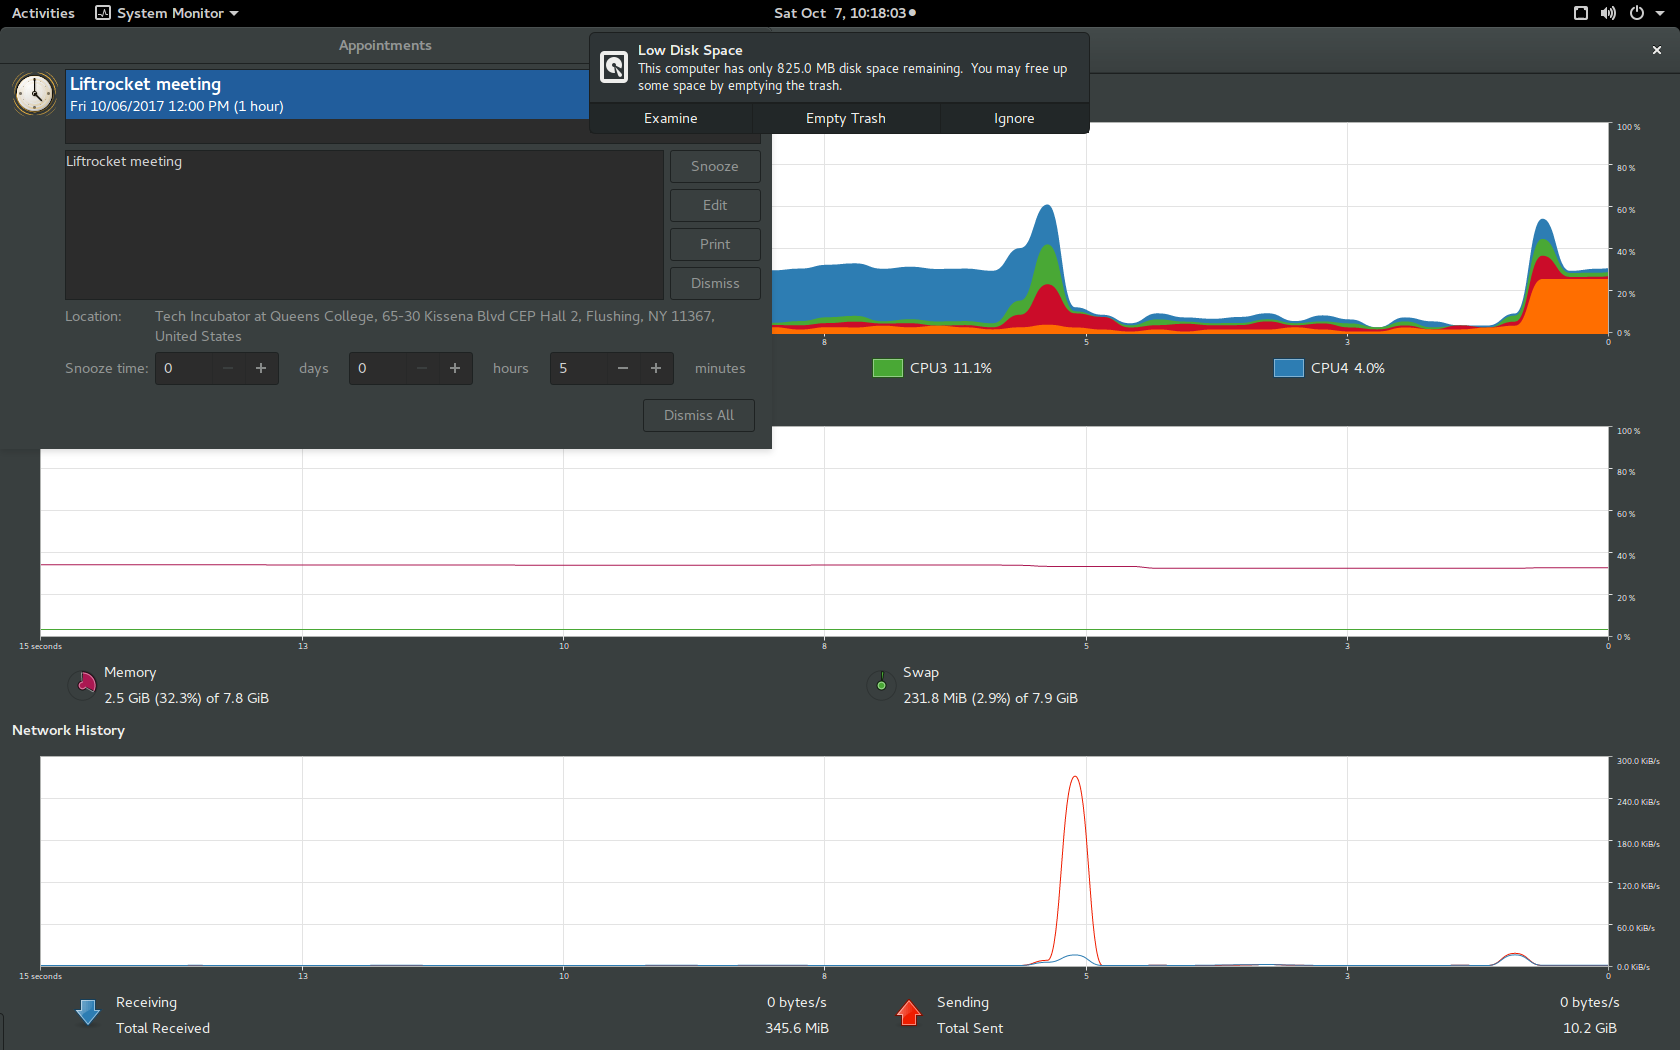 Activities
System Monitor
Sat Oct 7, 10:18:03
Appointments
Low Disk Space
This computer has only 825.0 MB disk space remaining. You may free up
some space by emptying the trash.
Examine
Empty Trash
Ignore
Liftrocket meeting
Fri 10/06/2017 12:00 PM (1 hour)
Liftrocket meeting
Snooze
Edit
Print
Dismiss
Location:
Tech Incubator at Queens College, 65-30 Kissena Blvd CEP Hall 2, Flushing, NY 11367,
United States
Snooze time:
0
days
0
hours
5
minutes
Dismiss All
100 %
80 %
60 %
40 %
20 %
0 %
8
5
3
0
CPU3 11.1%
CPU4 4.0%
100 %
80 %
60 %
40 %
20 %
0 %
15 seconds
13
10
8
5
3
0
Memory
2.5 GiB (32.3%) of 7.8 GiB
Swap
231.8 MiB (2.9%) of 7.9 GiB
Network History
300.0 KiB/s
240.0 KiB/s
180.0 KiB/s
120.0 KiB/s
60.0 KiB/s
0.0 KiB/s
15 seconds
13
10
8
5
3
0
Receiving
0 bytes/s
Total Received
345.6 MiB
Sending
0 bytes/s
Total Sent
10.2 GiB